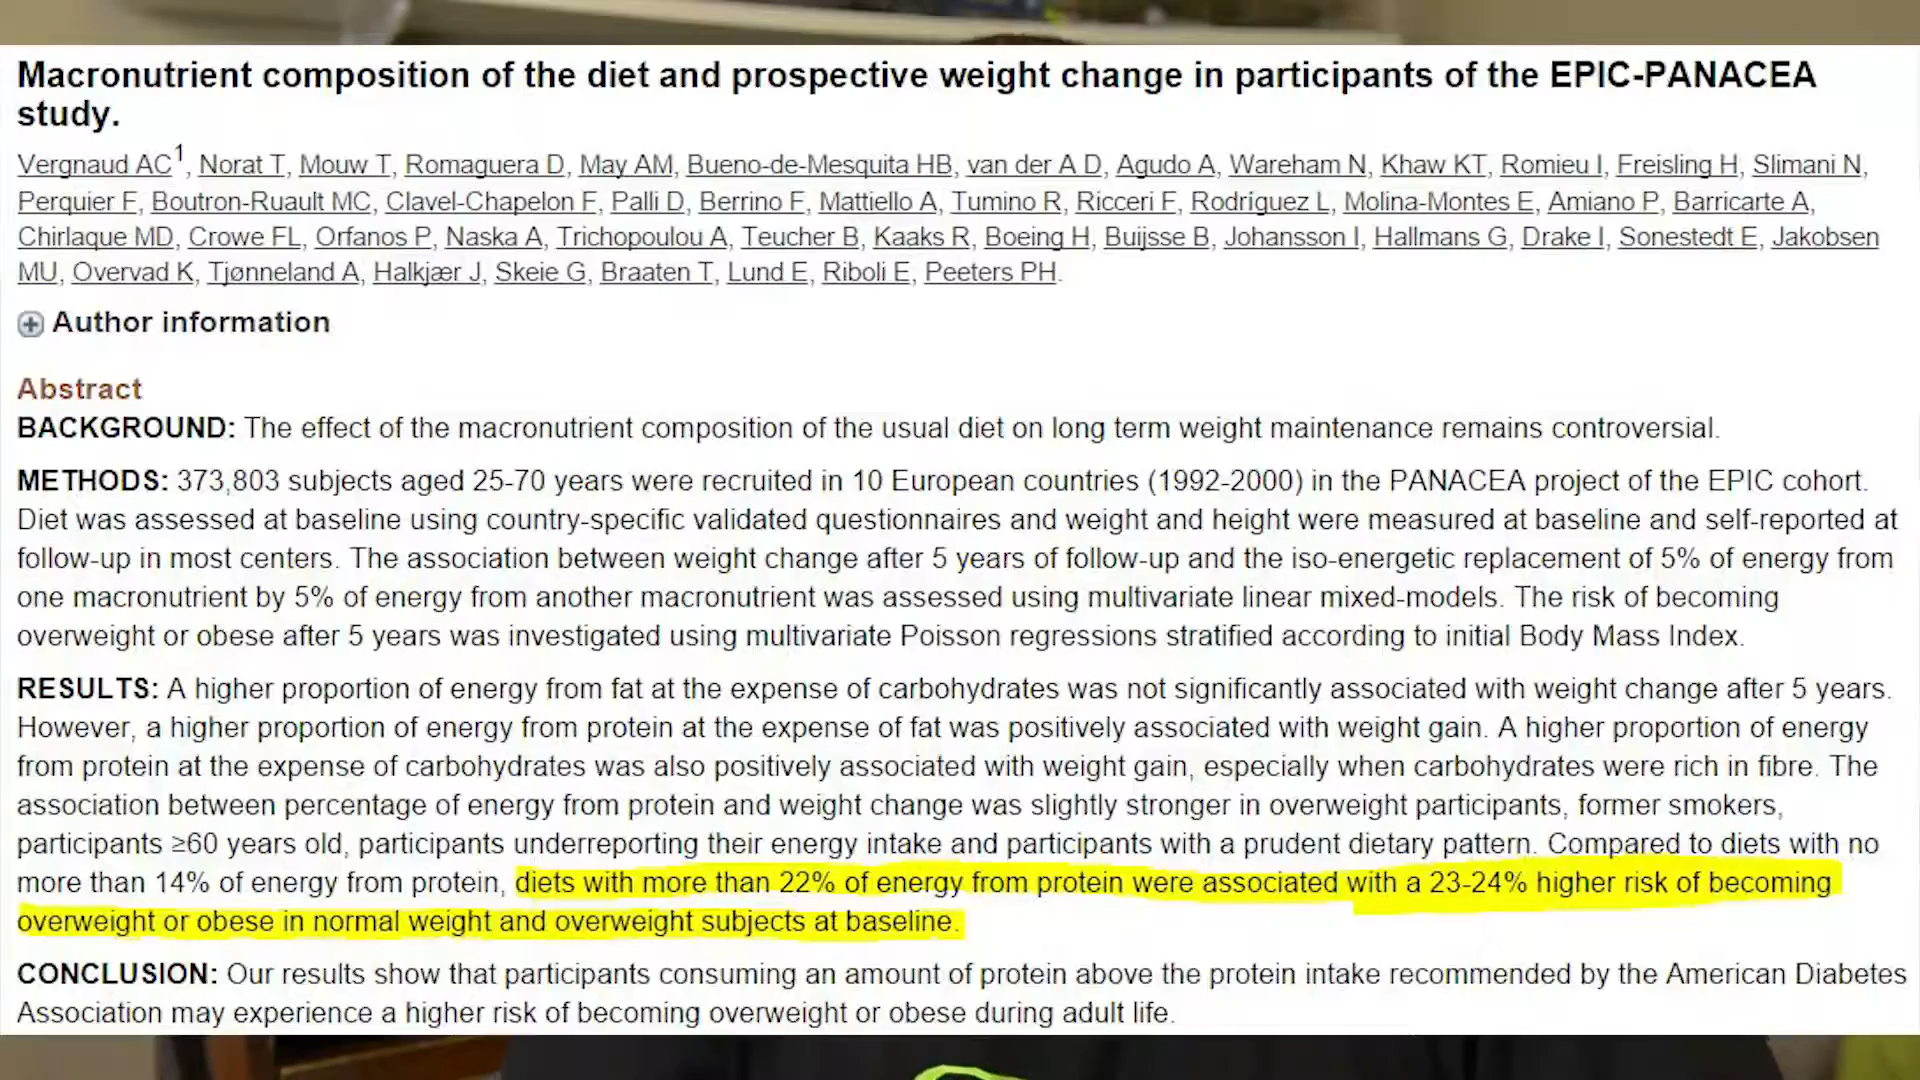 Macronutrient composition of the diet and prospective weight change in participants of the EPIC-PANACEA
study.
Vergnaud AC1, Norat T, Mouw T, Romaguera D, May AM, Bueno-de-Mesquita HB, van der A D, Agudo A, Wareham N, Khaw KT, Romieu I, Freisling H, Slimani N,
Perquier F, Boutron-Ruault MC, Clavel-Chapelon F, Palli D, Berrino F, Mattiello A, Tumino R, Ricceri F, Rodríguez L, Molina-Montes E, Amiano P, Barricarte A,
Chirlaque MD, Crowe FL, Orfanos P, Naska A, Trichopoulou A, Teucher B, Kaaks R, Boeing H, Buijsse B, Johansson I, Hallmans G, Drake I, Sonestedt E, Jakobsen
MU, Overvad K, Tjønneland A, Halkjær J, Skeie G, Braaten T, Lund E, Riboli E, Peeters PH.
Author information
Abstract
BACKGROUND: The effect of the macronutrient composition of the usual diet on long term weight maintenance remains controversial.
METHODS: 373,803 subjects aged 25-70 years were recruited in 10 European countries (1992-2000) in the PANACEA project of the EPIC cohort.
Diet was assessed at baseline using country-specific validated questionnaires and weight and height were measured at baseline and self-reported at
follow-up in most centers. The association between weight change after 5 years of follow-up and the iso-energetic replacement of 5% of energy from
one macronutrient by 5% of energy from another macronutrient was assessed using multivariate linear mixed-models. The risk of becoming
overweight or obese after 5 years was investigated using multivariate Poisson regressions stratified according to initial Body Mass Index.
RESULTS: A higher proportion of energy from fat at the expense of carbohydrates was not significantly associated with weight change after 5 years.
However, a higher proportion of energy from protein at the expense of fat was positively associated with weight gain. A higher proportion of energy
from protein at the expense of carbohydrates was also positively associated with weight gain, especially when carbohydrates were rich in fibre. The
association between percentage of energy from protein and weight change was slightly stronger in overweight participants, former smokers,
participants ≥60 years old, participants underreporting their energy intake and participants with a prudent dietary pattern. Compared to diets with no
more than 14% of energy from protein, diets with more than 22% of energy from protein were associated with a 23-24% higher risk of becoming
overweight or obese in normal weight and overweight subjects at baseline.
CONCLUSION: Our results show that participants consuming an amount of protein above the protein intake recommended by the American Diabetes
Association may experience a higher risk of becoming overweight or obese during adult life.